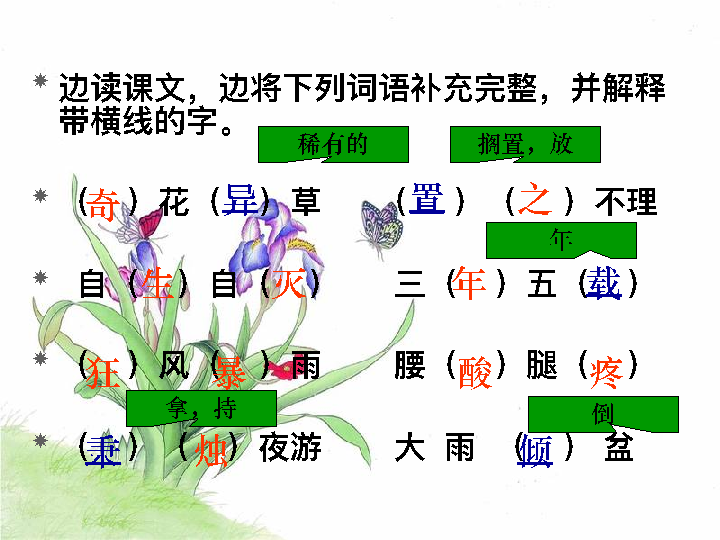 边读课文，边将下列词语补充完整，并解释
带横线的字。
稀有的 搁置，放
（奇）花（异）草 （置）（之）不理
年
自（生）自（灭） 三（年）五（载）
（狂）风（暴）雨 腰（酸）腿（疼）
拿，持 倒
（秉）（烛）夜游 大雨（倾）盆